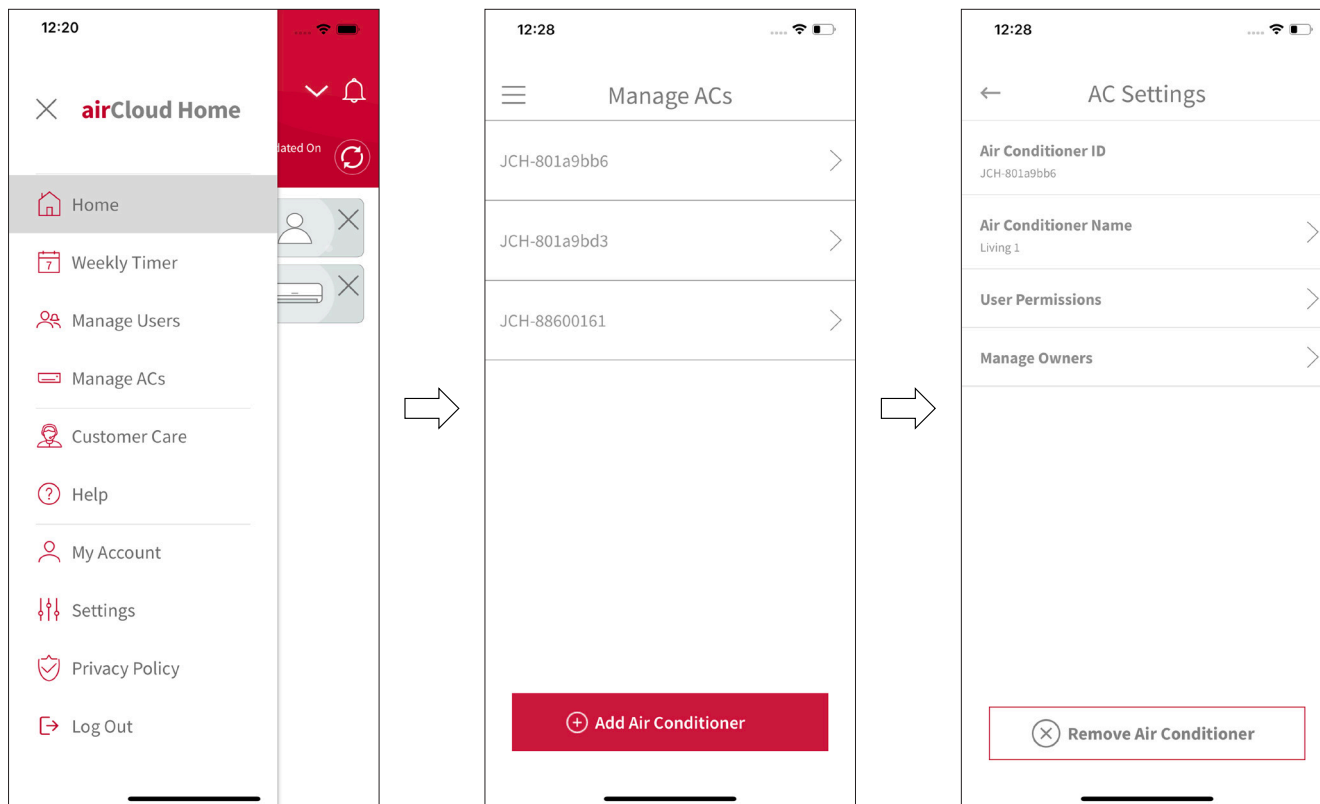 12:20
airCloud Home
dated On
Home
7
Weekly Timer
Manage Users
Manage ACs
Customer Care
? Help
My Account
Settings
Privacy Policy
Log Out
12:28
Manage ACs
JCH-801a9bb6
JCH-801a9bd3
JCH-88600161
Add Air Conditioner
12:28
AC Settings
Air Conditioner ID
JCH-801a9bb6
Air Conditioner Name
Living 1
User Permissions
Manage Owners
Remove Air Conditioner